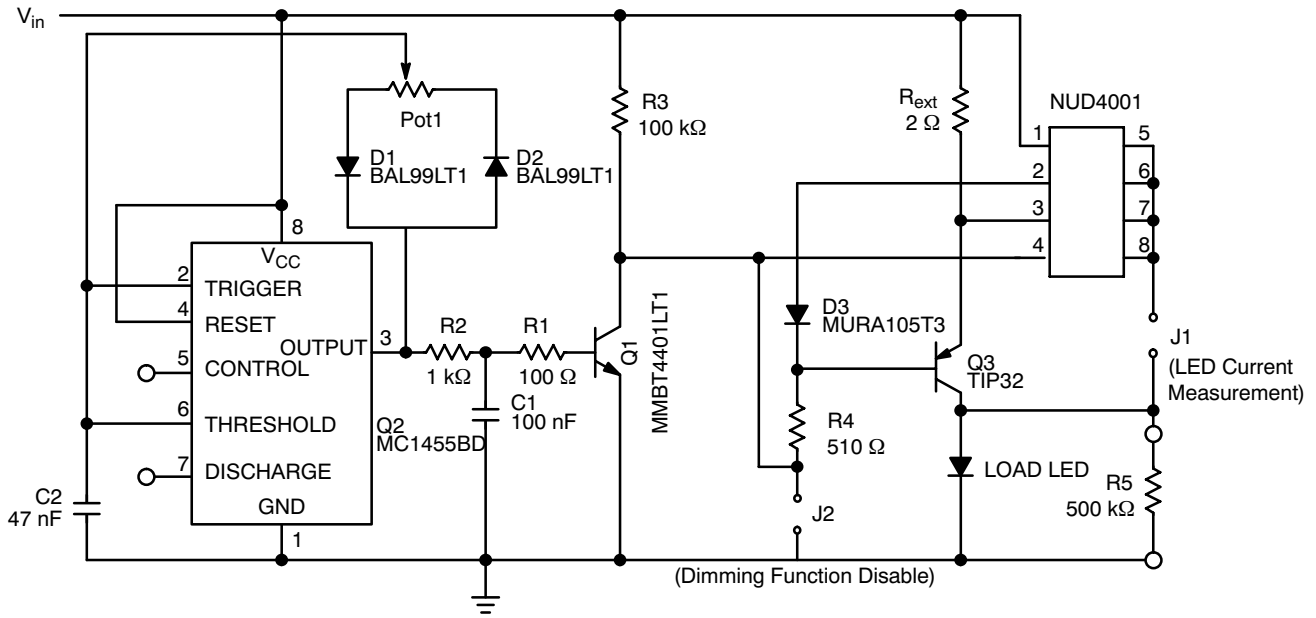 Vin
Pot1
D1
BAL99LT1
D2
BAL99LT1
R3
100 kΩ
Rext
2 Ω
NUD4001
1
2
3
4
5
6
7
8
8
VCC
2
TRIGGER
4
RESET
OUTPUT
3
5
CONTROL
6
THRESHOLD
7
DISCHARGE
GND
1
Q2
MC1455BD
R2
1 kΩ
R1
100 Ω
C1
100 nF
Q1
MMBT4401LT1
D3
MURA105T3
Q3
TIP32
J1
(LED Current
Measurement)
R4
510 Ω
LOAD LED
R5
500 kΩ
J2
C2
47 nF
(Dimming Function Disable)